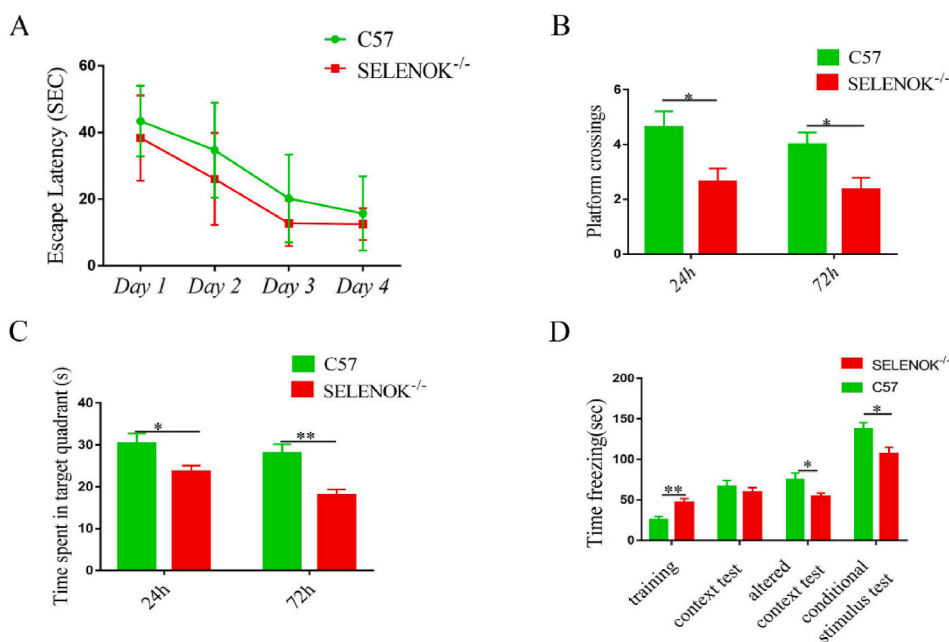 A
C57
SELENOK-/-
Escape Latency (SEC)
60
40
20
0
Day 1
Day 2
Day 3
Day 4
B
C57
SELENOK-/-
Platform crossings
6
4
2
0
*
*
24h
72h
C
C57
SELENOK-/-
Time spent in target quadrant (s)
40
30
20
10
0
*
**
24h
72h
D
SELENOK-/-
C57
Time freezing(sec)
200
150
100
50
0
**
*
*
training
context test
altered
context test
conditional
stimulus test